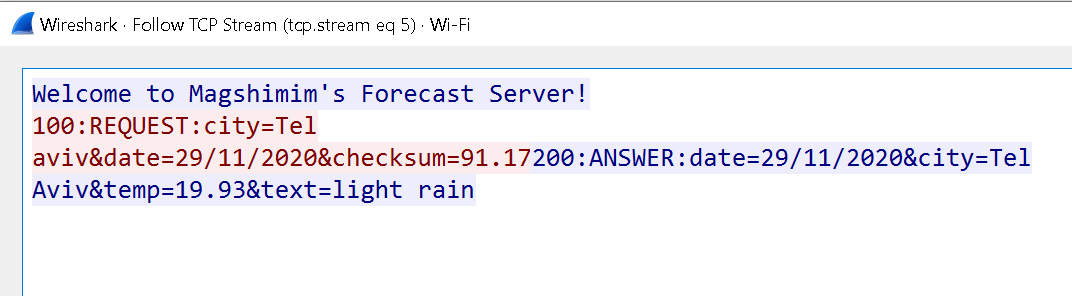 Wireshark · Follow TCP Stream (tcp.stream eq 5) · Wi-Fi
Welcome to Magshimim's Forecast Server!
100:REQUEST:city=Tel
aviv&date=29/11/2020&checksum=91.17200:ANSWER:date=29/11/2020&city=Tel
Aviv&temp=19.93&text=light rain